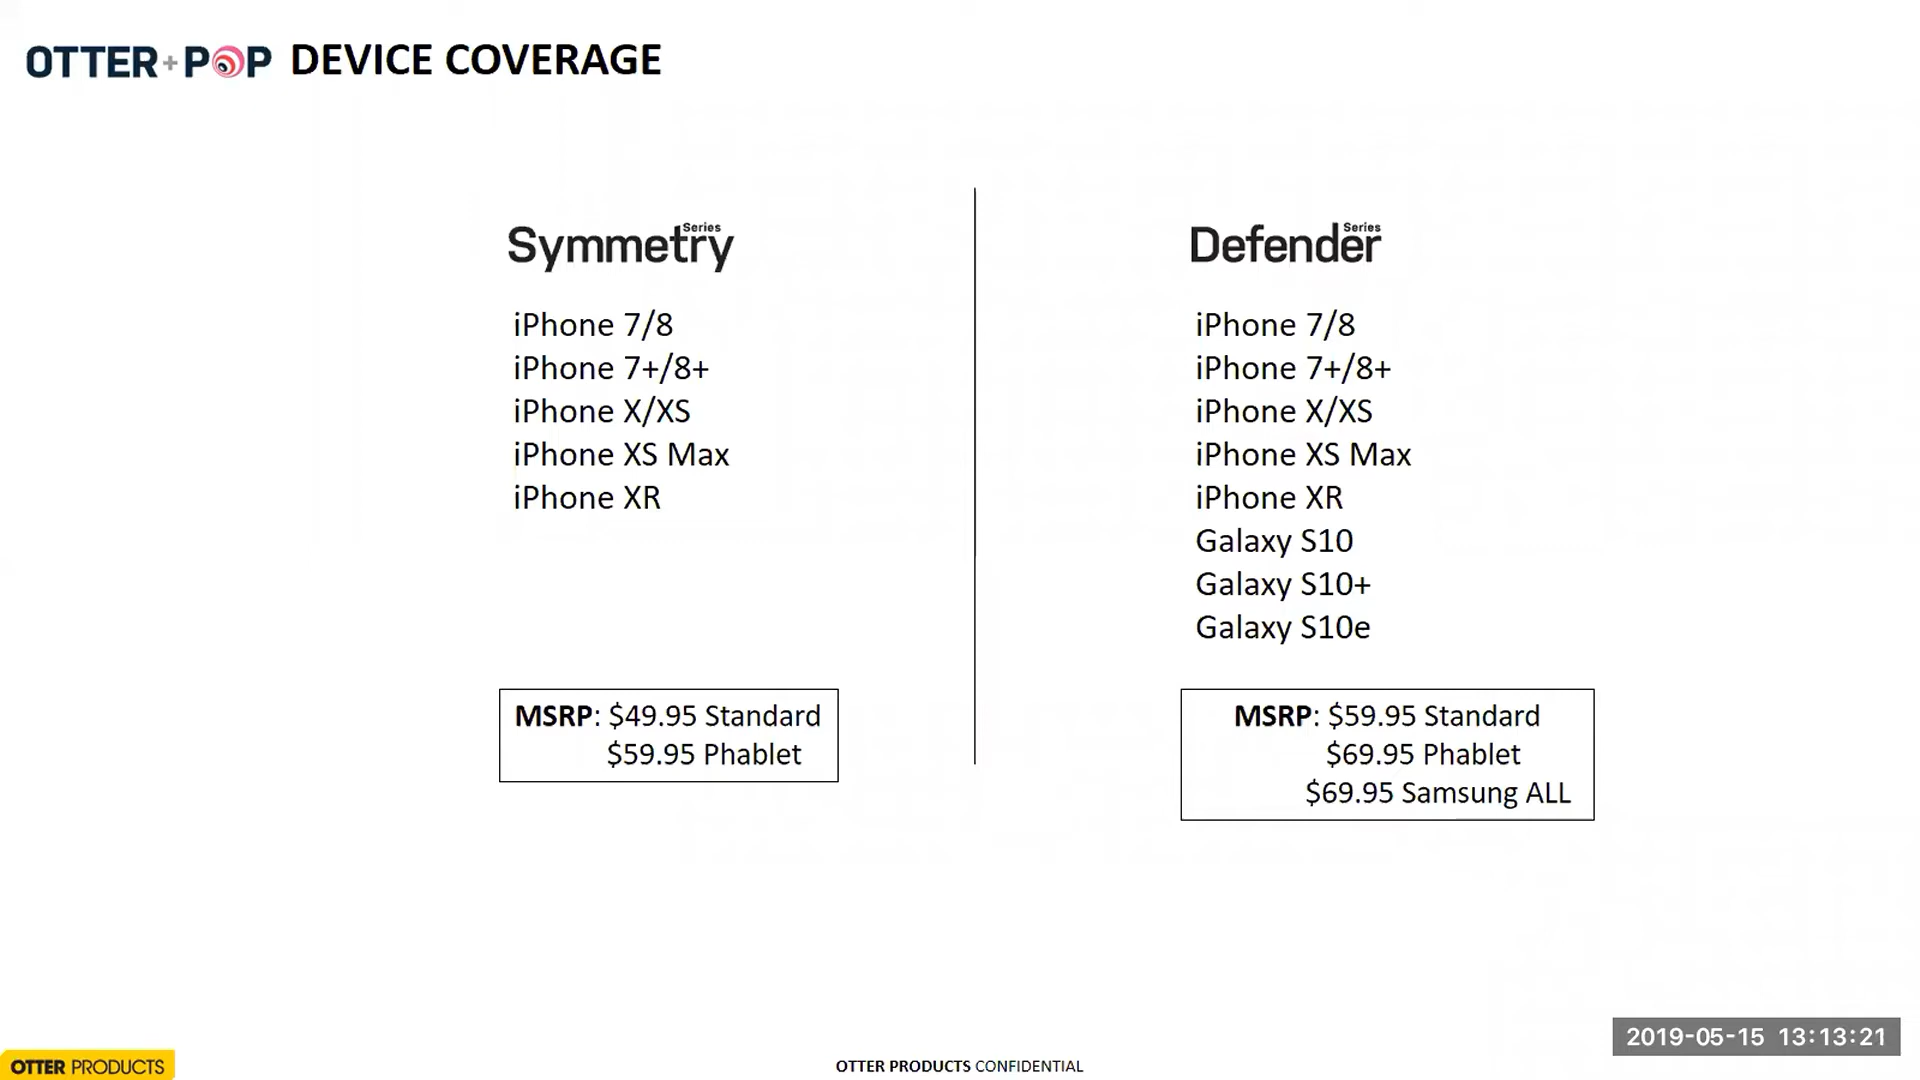 OTTER+POP DEVICE COVERAGE
Symmetry Series
iPhone 7/8
iPhone 7+/8+
iPhone X/XS
iPhone XS Max
iPhone XR
MSRP: $49.95 Standard
$59.95 Phablet
Defender Series
iPhone 7/8
iPhone 7+/8+
iPhone X/XS
iPhone XS Max
iPhone XR
Galaxy S10
Galaxy S10+
Galaxy S10e
MSRP: $59.95 Standard
$69.95 Phablet
$69.95 Samsung ALL
2019-05-15 13:13:21
OTTER PRODUCTS
OTTER PRODUCTS CONFIDENTIAL